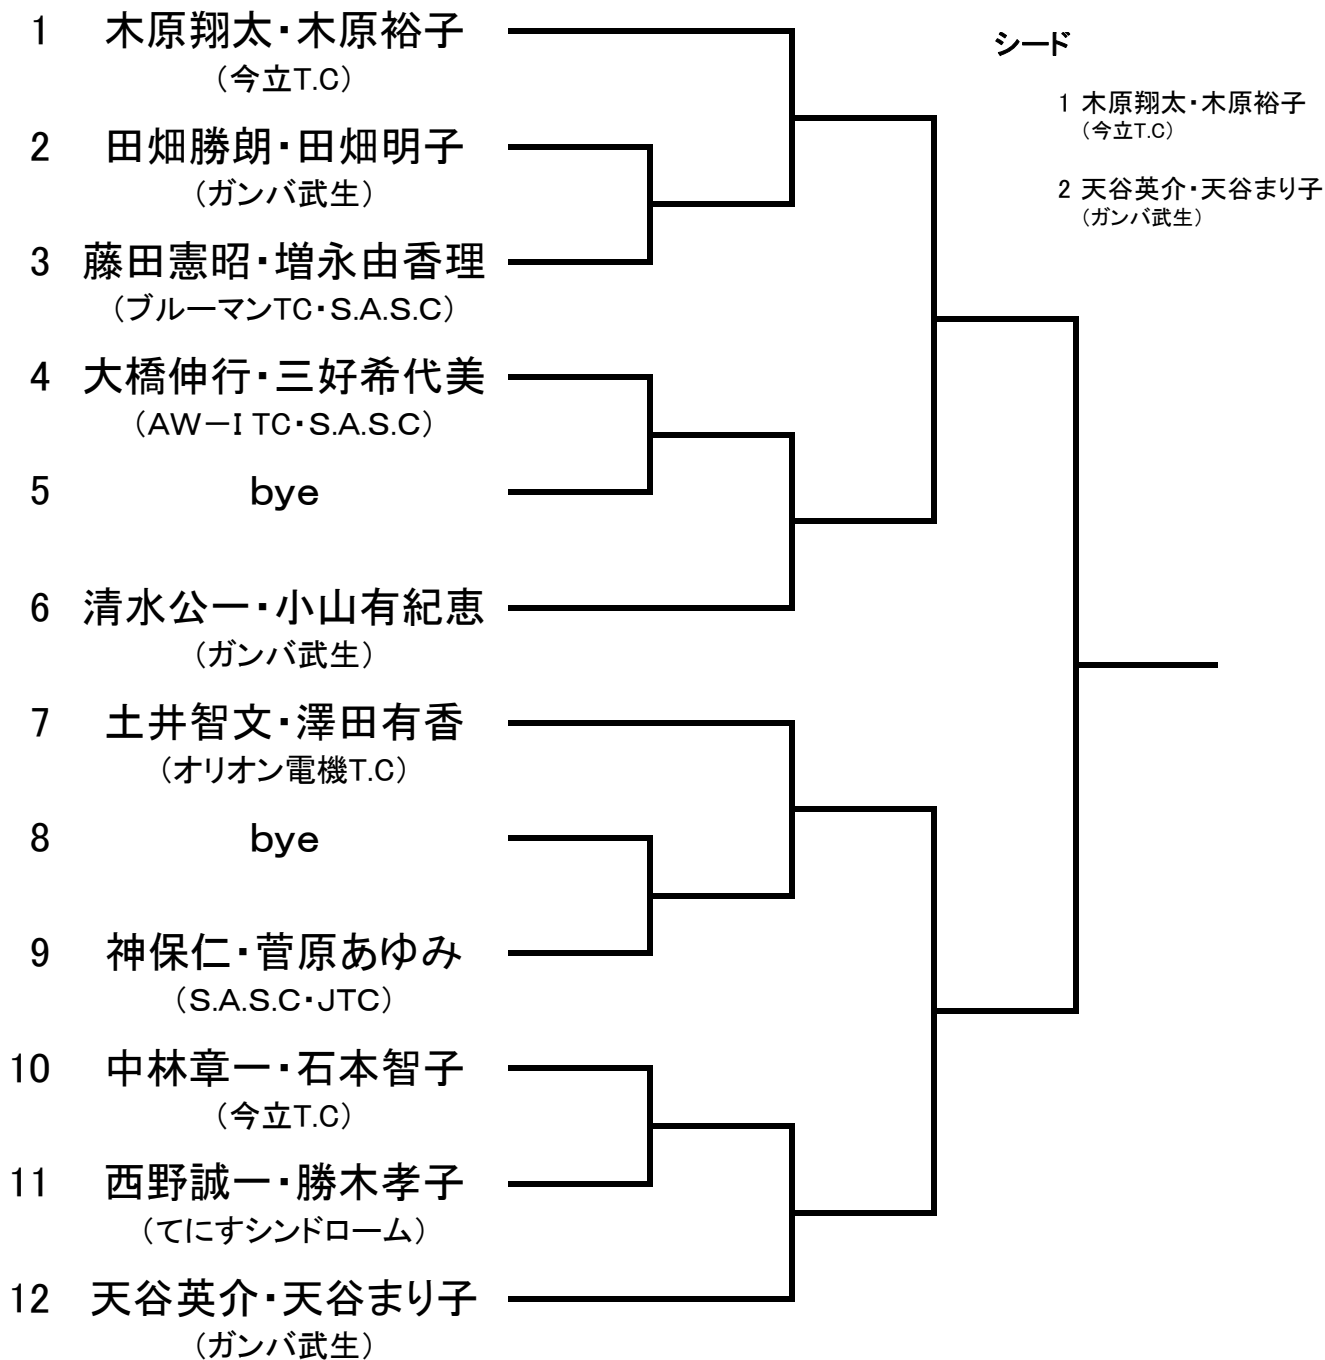 1 木原翔太・木原裕子
（今立T.C）
2 田畑勝朗・田畑明子
（ガンバ武生）
3 藤田憲昭・増永由香理
（ブルーマンTC・S.A.S.C）
4 大橋伸行・三好希代美
（AW－I TC・S.A.S.C）
5 bye
6 清水公一・小山有紀恵
（ガンバ武生）
7 土井智文・澤田有香
（オリオン電機T.C）
8 bye
9 神保仁・菅原あゆみ
（S.A.S.C・JTC）
10 中林章一・石本智子
（今立T.C）
11 西野誠一・勝木孝子
（てにすシンドローム）
12 天谷英介・天谷まり子
（ガンバ武生）
シード
1 木原翔太・木原裕子
（今立T.C）
2 天谷英介・天谷まり子
（ガンバ武生）